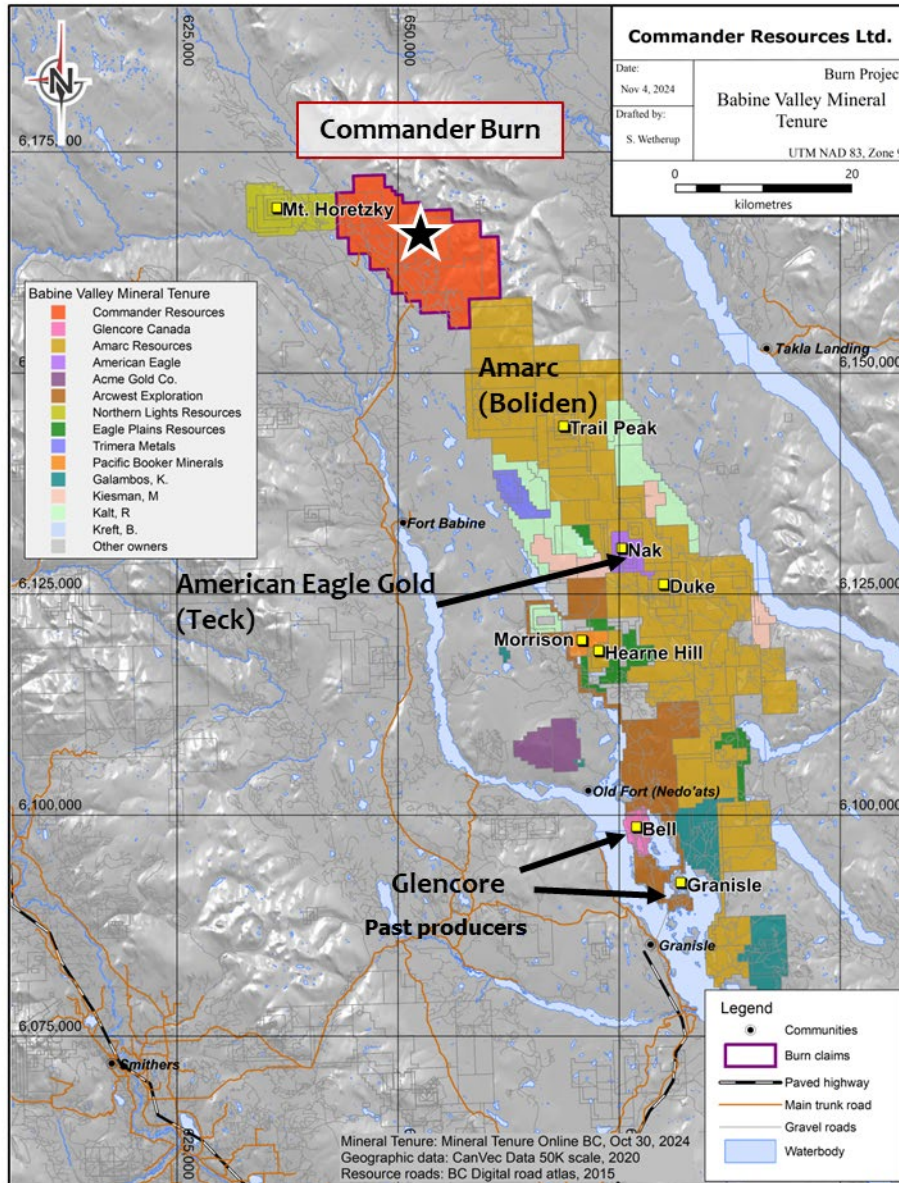 Commander Resources Ltd.
Date:
Nov 4, 2024
Drafted by:
S. Wetherup
Burn Projec
Babine Valley Mineral
Tenure
UTM NAD 83, Zone 9
0 20
kilometres
625,000
650,000
N
Commander Burn
6,175,000
Mt. Horetzky
Babine Valley Mineral Tenure
Commander Resources
Glencore Canada
Amarc Resources
American Eagle
Acme Gold Co.
Arcwest Exploration
Northern Lights Resources
Eagle Plains Resources
Trimera Metals
Pacific Booker Minerals
Galambos, K.
Kiesman, M
Kalt, R
Kreft, B.
Other owners
Takla Landing
6,150,000
Amarc
(Boliden)
Trail Peak
Fort Babine
Nak
American Eagle Gold
(Teck)
6,125,000
6,125,000
Duke
Morrison
Hearne Hill
Old Fort (Nedo'ats)
6,100,000
6,100,000
Bell
Glencore
Past producers
Granisle
Granisle
6,075,000
Smithers
625,000
Legend
Communities
Burn claims
Paved highway
Main trunk road
Gravel roads
Waterbody
Mineral Tenure: Mineral Tenure Online BC, Oct 30, 2024
Geographic data: CanVec Data 50K scale, 2020
Resource roads: BC Digital road atlas, 2015